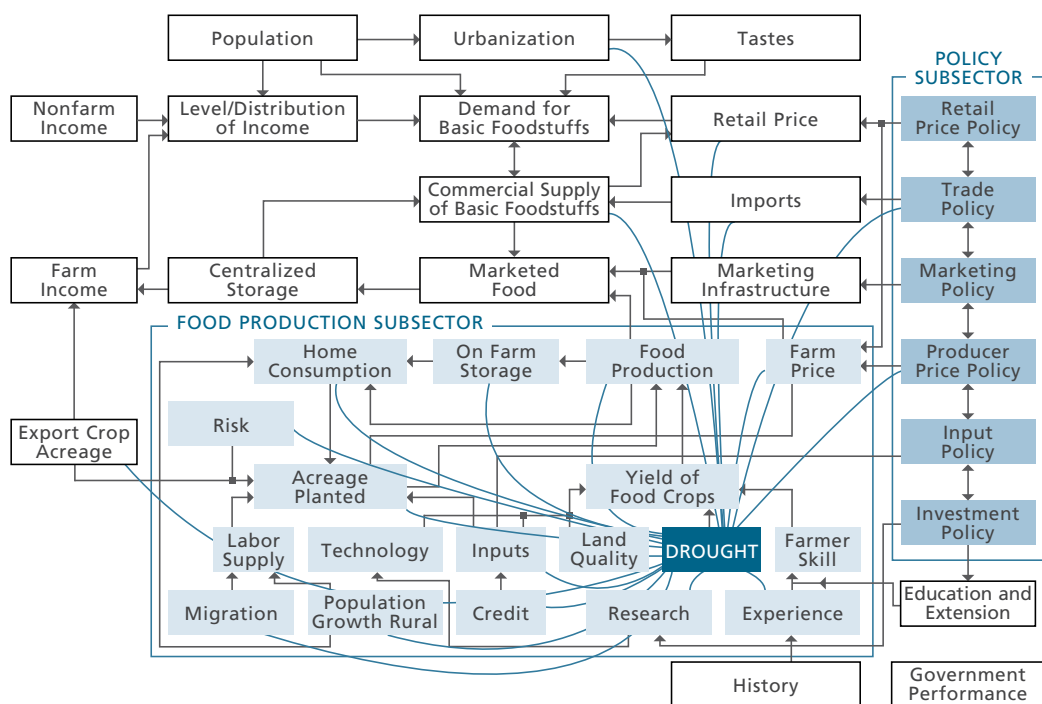 Population
Urbanization
Tastes
POLICY
SUBSECTOR
Nonfarm
Income
Level/Distribution
of Income
Demand for
Basic Foodstuffs
Retail Price
Retail
Price Policy
Commercial Supply
of Basic Foodstuffs
Imports
Trade
Policy
Farm
Income
Centralized
Storage
Marketed
Food
Marketing
Infrastructure
Marketing
Policy
FOOD PRODUCTION SUBSECTOR
Home
Consumption
On Farm
Storage
Food
Production
Farm
Price
Producer
Price Policy
Export Crop
Acreage
Risk
Input
Policy
Acreage
Planted
Yield of
Food Crops
Labor
Supply
Technology
Inputs
Land
Quality
DROUGHT
Farmer
Skill
Investment
Policy
Migration
Population
Growth Rural
Credit
Research
Experience
Education and
Extension
History
Government
Performance